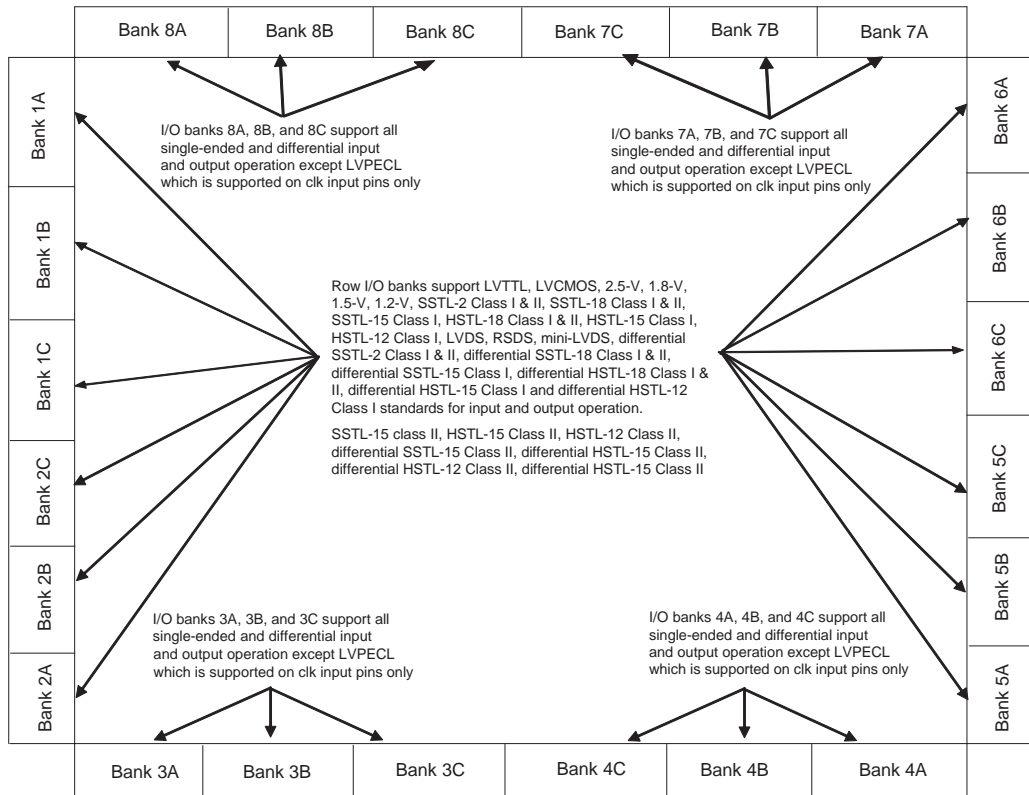 Bank 8A
Bank 8B
Bank 8C
Bank 7C
Bank 7B
Bank 7A
Bank 1A
Bank 1B
Bank 1C
Bank 2C
Bank 2B
Bank 2A
I/O banks 8A, 8B, and 8C support all
single-ended and differential input
and output operation except LVPECL
which is supported on clk input pins only
I/O banks 7A, 7B, and 7C support all
single-ended and differential input
and output operation except LVPECL
which is supported on clk input pins only
Row I/O banks support LVTTL, LVCMOS, 2.5-V, 1.8-V,
1.5-V, 1.2-V, SSTL-2 Class I & II, SSTL-18 Class I & II,
SSTL-15 Class I, HSTL-18 Class I & II, HSTL-15 Class I,
HSTL-12 Class I, LVDS, RSDS, mini-LVDS, differential
SSTL-2 Class I & II, differential SSTL-18 Class I & II,
differential SSTL-15 Class I, differential HSTL-18 Class I &
II, differential HSTL-15 Class I and differential HSTL-12
Class I standards for input and output operation.
SSTL-15 class II, HSTL-15 Class II, HSTL-12 Class II,
differential SSTL-15 Class II, differential HSTL-15 Class II,
differential HSTL-12 Class II, differential HSTL-15 Class II
I/O banks 3A, 3B, and 3C support all
single-ended and differential input
and output operation except LVPECL
which is supported on clk input pins only
I/O banks 4A, 4B, and 4C support all
single-ended and differential input
and output operation except LVPECL
which is supported on clk input pins only
Bank 6A
Bank 6B
Bank 6C
Bank 5C
Bank 5B
Bank 5A
Bank 3A
Bank 3B
Bank 3C
Bank 4C
Bank 4B
Bank 4A